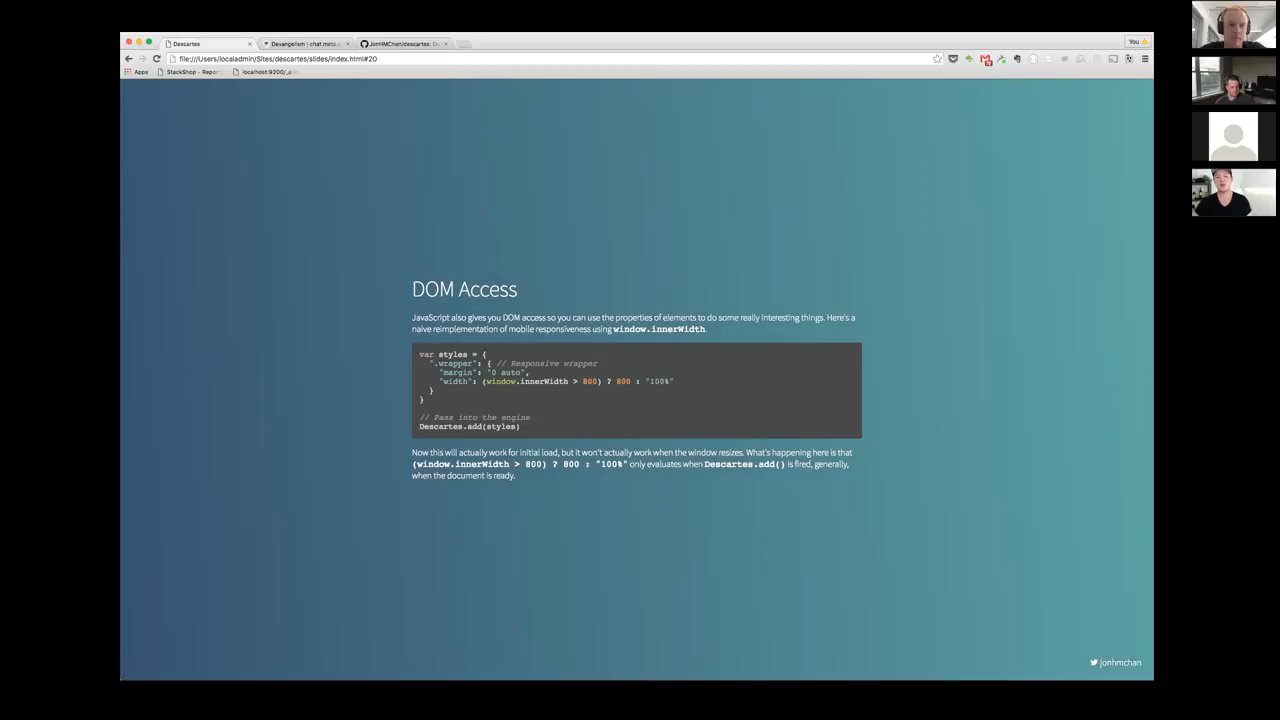 Descartes
Devangelism | chat.meta
JonHMChan/descartes: D
You
file:///Users/localadmin/Sites/descartes/slides/index.html#20
Apps
StackShop - Report
localhost:9200/_a
DOM Access
JavaScript also gives you DOM access so you can use the properties of elements to do some really interesting things. Here's a
naive reimplementation of mobile responsiveness using window.innerWidth.
var styles = {
".wrapper": { // Responsive wrapper
"margin": "0 auto",
"width": (window.innerWidth > 800) ? 800 : "100%"
}
}
// Pass into the engine
Descartes.add(styles)
Now this will actually work for initial load, but it won't actually work when the window resizes. What's happening here is that
(window.innerWidth > 800) ? 800 : "100%" only evaluates when Descartes.add() is fired, generally,
when the document is ready.
jonhmchan